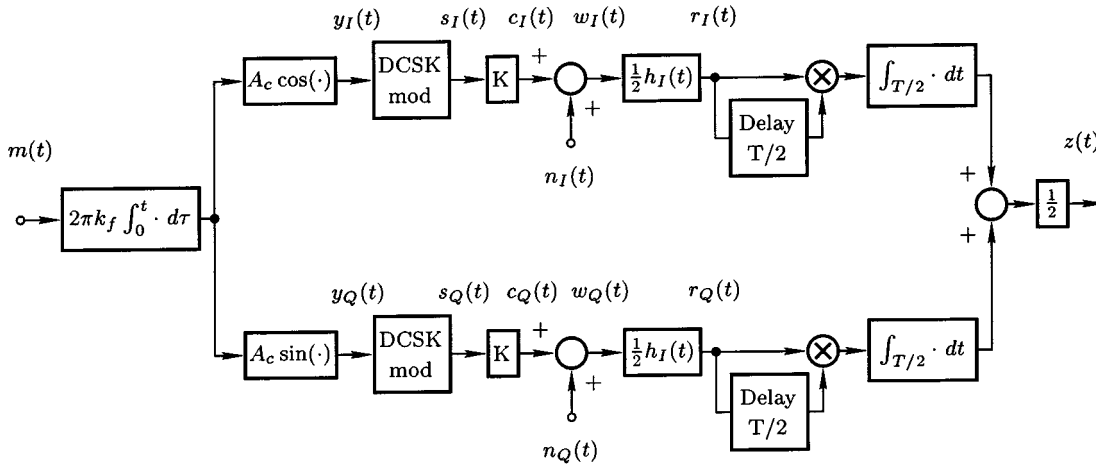 y_I(t) s_I(t) c_I(t) w_I(t) r_I(t)
A_c cos(·) DCSK mod K + + ½h_I(t) ∫_{T/2} · dt
Delay
T/2
n_I(t)
m(t)
z(t)
2πk_f ∫_0^t · dτ
+
+
½
y_Q(t) s_Q(t) c_Q(t) w_Q(t) r_Q(t)
A_c sin(·) DCSK mod K + + ½h_I(t) ∫_{T/2} · dt
Delay
T/2
n_Q(t)